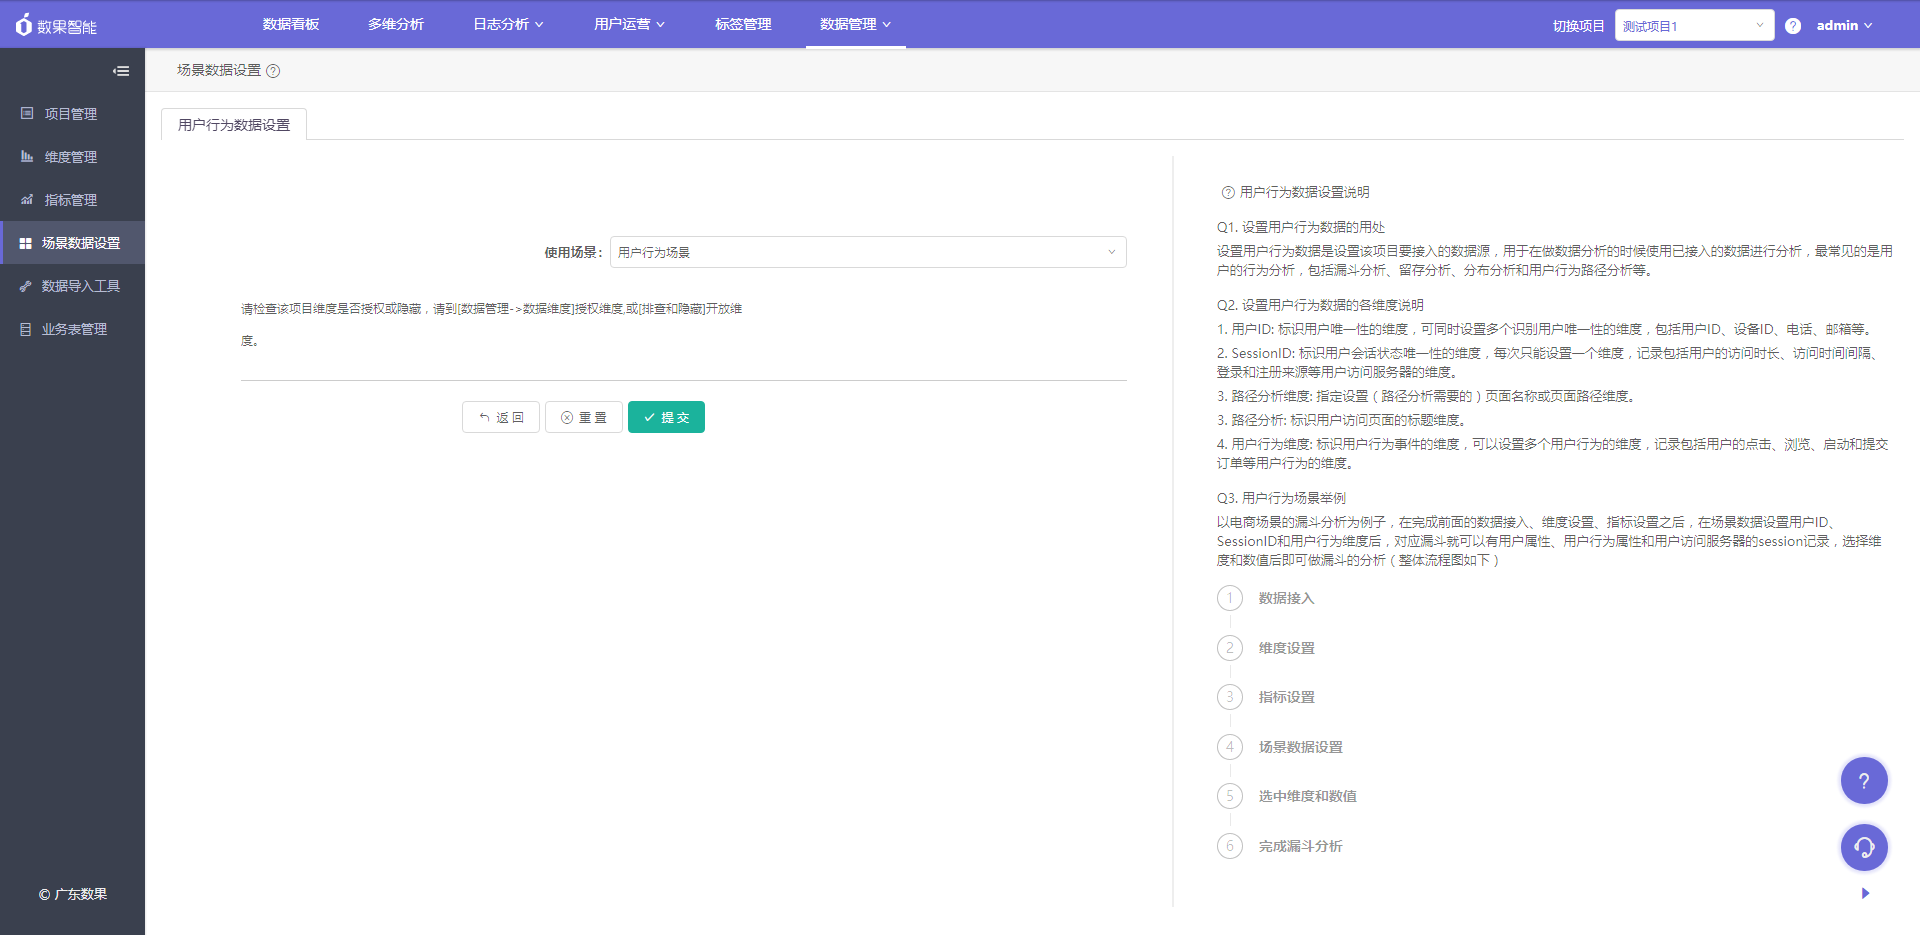 数果智能
数据看板
多维分析
日志分析
用户运营
标签管理
数据管理
切换项目
测试项目1
?
admin
项目管理
维度管理
指标管理
场景数据设置
数据导入工具
业务表管理
© 广东数果
场景数据设置 ?
用户行为数据设置
使用场景：
用户行为场景
请检查该项目维度是否授权或隐藏，请到[数据管理->数据维度]授权维度,或[排查和隐藏]开放维
度。
返 回
重 置
提 交
? 用户行为数据设置说明
Q1. 设置用户行为数据的用处
设置用户行为数据是设置该项目要接入的数据源，用于在做数据分析的时候使用已接入的数据进行分析，最常见的是用
户的行为分析，包括漏斗分析、留存分析、分布分析和用户行为路径分析等。
Q2. 设置用户行为数据的各维度说明
1. 用户ID: 标识用户唯一性的维度，可同时设置多个识别用户唯一性的维度，包括用户ID、设备ID、电话、邮箱等。
2. SessionID: 标识用户会话状态唯一性的维度，每次只能设置一个维度，记录包括用户的访问时长、访问时间间隔、
登录和注册来源等用户访问服务器的维度。
3. 路径分析维度: 指定设置（路径分析需要的）页面名称或页面路径维度。
3. 路径分析: 标识用户访问页面的标题维度。
4. 用户行为维度: 标识用户行为事件的维度，可以设置多个用户行为的维度，记录包括用户的点击、浏览、启动和提交
订单等用户行为的维度。
Q3. 用户行为场景举例
以电商场景的漏斗分析为例子，在完成前面的数据接入、维度设置、指标设置之后，在场景数据设置用户ID、
SessionID和用户行为维度后，对应漏斗就可以有用户属性、用户行为属性和用户访问服务器的session记录，选择维
度和数值后即可做漏斗的分析（整体流程图如下）
1 数据接入
2 维度设置
3 指标设置
4 场景数据设置
5 选中维度和数值
6 完成漏斗分析
?